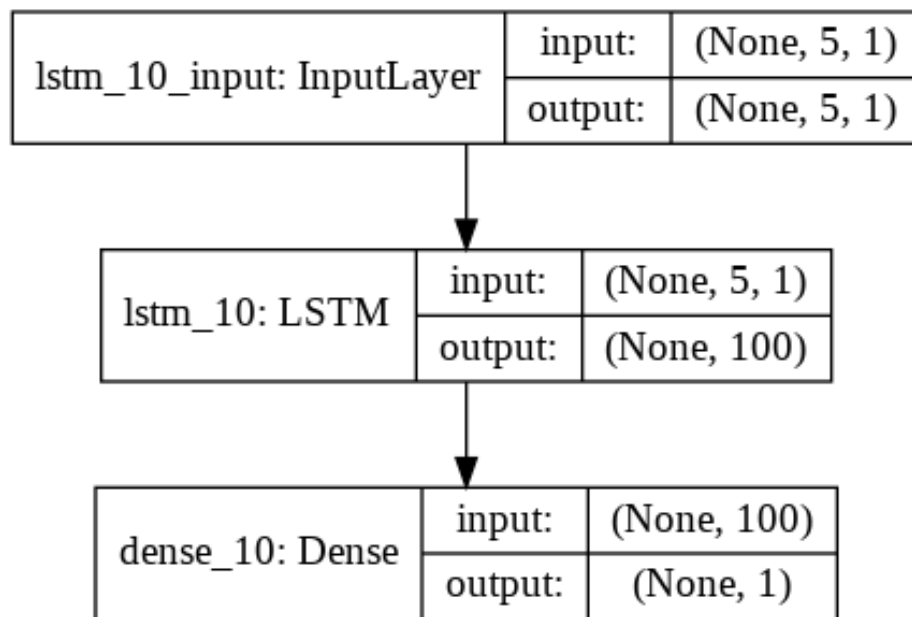 lstm_10_input: InputLayer
input: (None, 5, 1)
output: (None, 5, 1)
lstm_10: LSTM
input: (None, 5, 1)
output: (None, 100)
dense_10: Dense
input: (None, 100)
output: (None, 1)